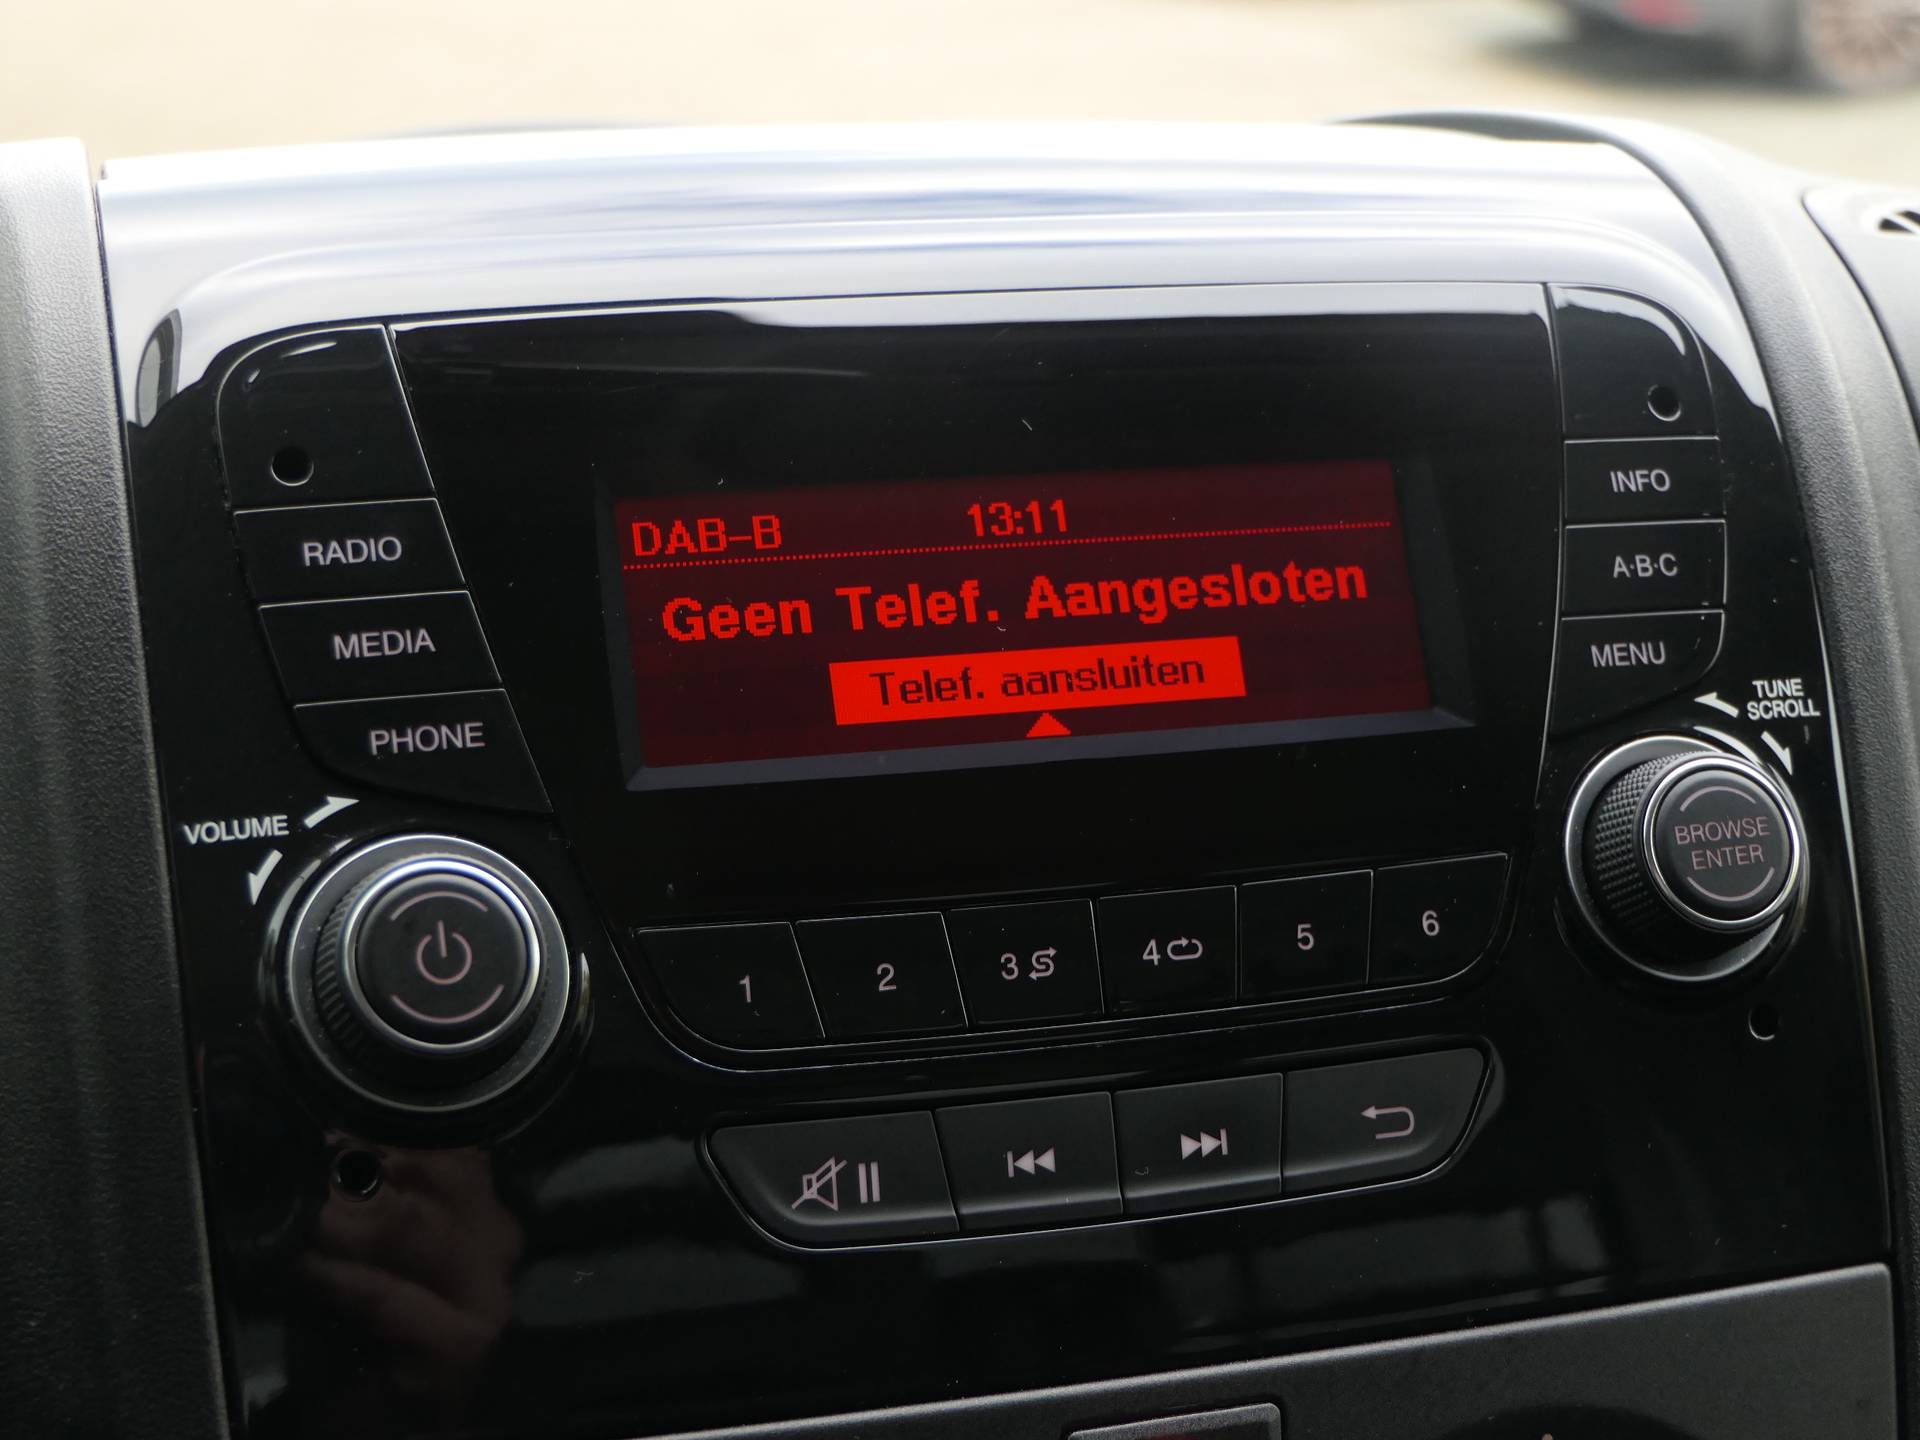 DAB-B 13:11
Geen Telef. Aangesloten
Telef. aansluiten
RADIO
MEDIA
PHONE
VOLUME
INFO
A·B·C
MENU
TUNE
SCROLL
BROWSE
ENTER
1 2 3 4 5 6